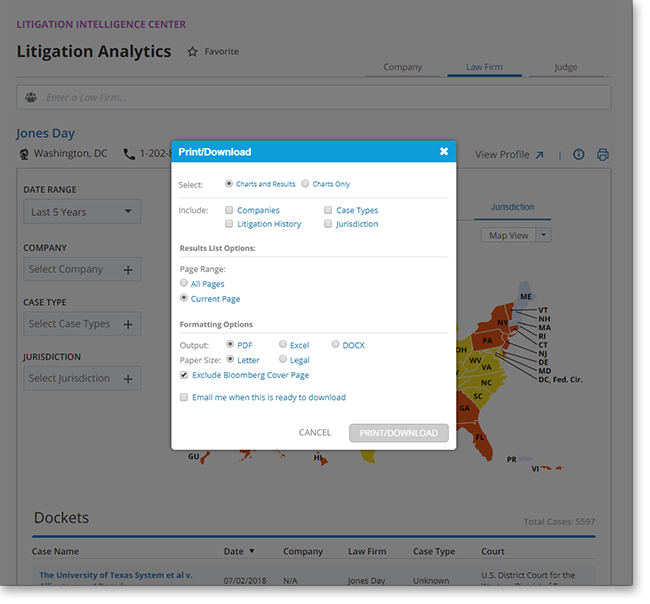 LITIGATION INTELLIGENCE CENTER
Litigation Analytics Favorite
Company Law Firm Judge
Enter a Law Firm...
Jones Day
Washington, DC 1-202-8
View Profile
Print/Download
Select: Charts and Results Charts Only
Include: Companies Case Types
Litigation History Jurisdiction
Results List Options:
Page Range:
All Pages
Current Page
Formatting Options
Output: PDF Excel DOCX
Paper Size: Letter Legal
Exclude Bloomberg Cover Page
Email me when this is ready to download
CANCEL PRINT/DOWNLOAD
DATE RANGE
Last 5 Years
COMPANY
Select Company
CASE TYPE
Select Case Types
JURISDICTION
Select Jurisdiction
Jurisdiction
Map View
ME
VT
NH
NY
MA
RI
PA
CT
NJ
OH
DE
WV
MD
VA
DC, Fed. Cir.
NC
SC
GA
FL
GU
HI
PR
VI
Dockets
Total Cases: 5597
Case Name Date Company Law Firm Case Type Court
The University of Texas System et al v.
07/02/2018 N/A Jones Day Unknown
U.S. District Court for the